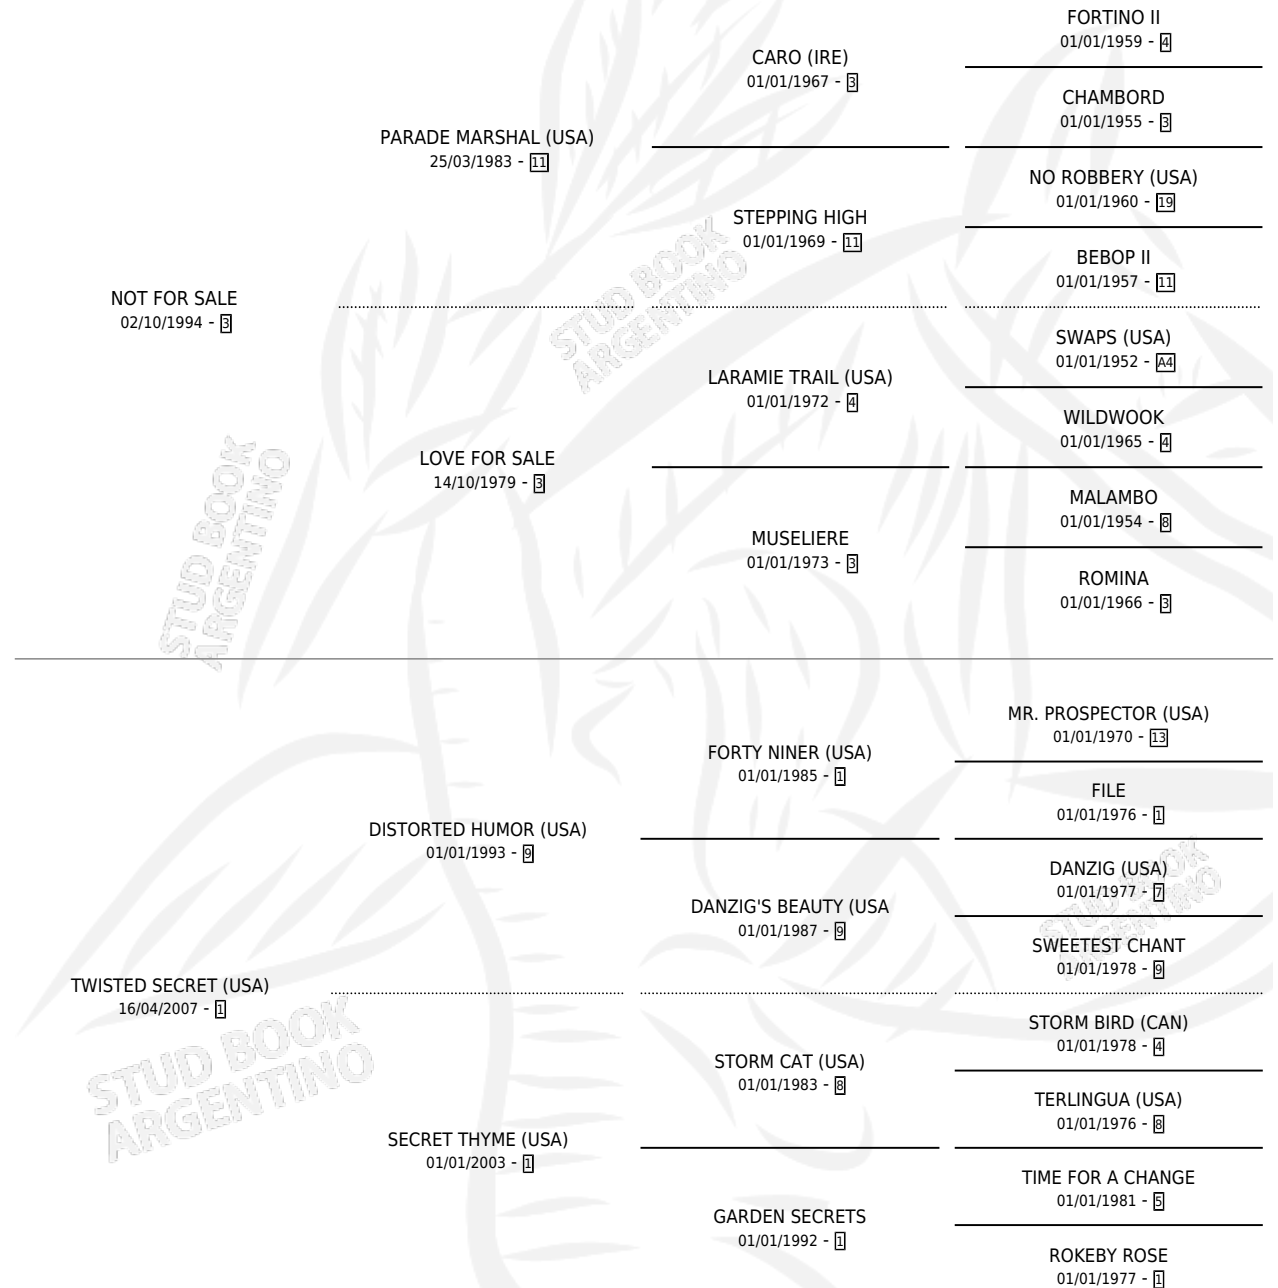 FORTINO II
01/01/1959 - 4
CARO (IRE)
01/01/1967 - 3
CHAMBORD
01/01/1955 - 3
PARADE MARSHAL (USA)
25/03/1983 - 11
NO ROBBERY (USA)
01/01/1960 - 19
STEPPING HIGH
01/01/1969 - 11
BEBOP II
01/01/1957 - 11
NOT FOR SALE
02/10/1994 - 3
SWAPS (USA)
01/01/1952 - A4
LARAMIE TRAIL (USA)
01/01/1972 - 4
WILDWOOK
01/01/1965 - 4
LOVE FOR SALE
14/10/1979 - 3
MALAMBO
01/01/1954 - 8
MUSELIERE
01/01/1973 - 3
ROMINA
01/01/1966 - 3
STUD BOOK
ARGENTINO
STUD BOOK
ARGENTINO
MR. PROSPECTOR (USA)
01/01/1970 - 13
FORTY NINER (USA)
01/01/1985 - 1
FILE
01/01/1976 - 1
DISTORTED HUMOR (USA)
01/01/1993 - 9
DANZIG (USA)
01/01/1977 - 7
DANZIG'S BEAUTY (USA
01/01/1987 - 9
SWEETEST CHANT
01/01/1978 - 9
TWISTED SECRET (USA)
16/04/2007 - 1
STORM BIRD (CAN)
01/01/1978 - 4
STORM CAT (USA)
01/01/1983 - 8
TERLINGUA (USA)
01/01/1976 - 8
SECRET THYME (USA)
01/01/2003 - 1
TIME FOR A CHANGE
01/01/1981 - 5
GARDEN SECRETS
01/01/1992 - 1
ROKEBY ROSE
01/01/1977 - 1
STUD BOOK
ARGENTINO
STUD BOOK
ARGENTINO